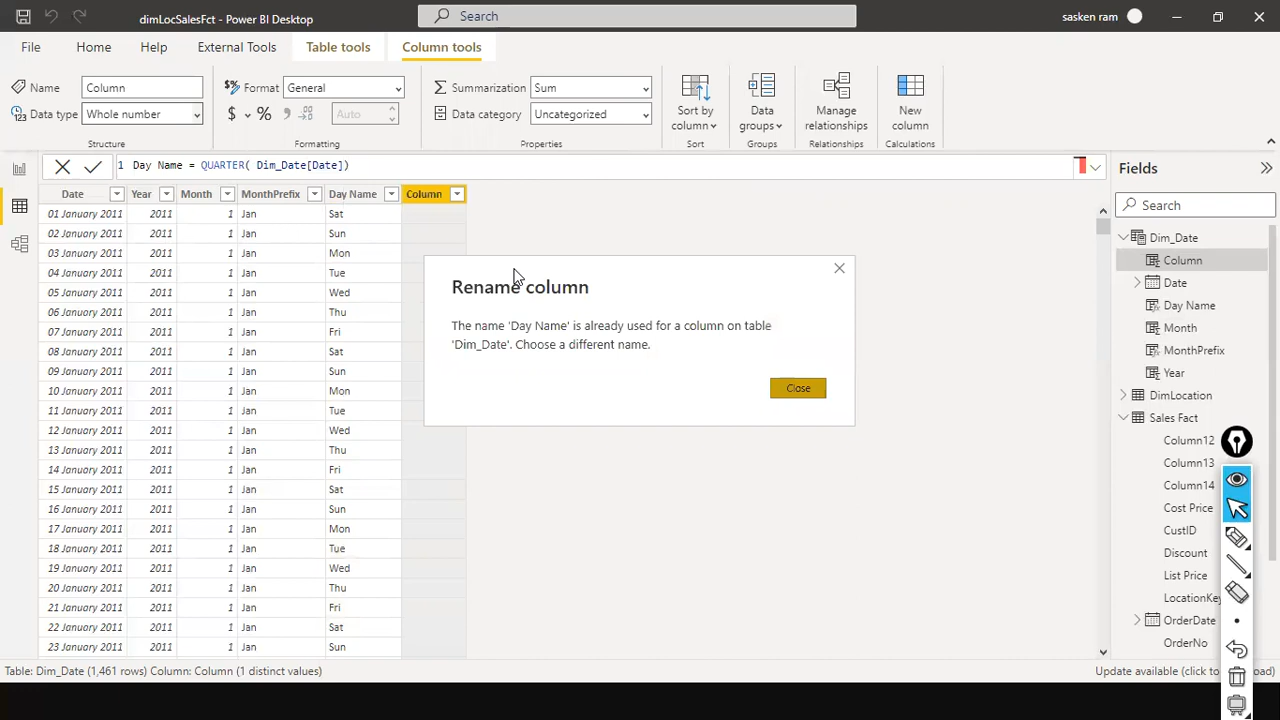 dimLocSalesFct - Power BI Desktop
Search
sasken ram
File Home Help External Tools Table tools Column tools
Name Column
Data type Whole number
Structure
Format General
$ % Auto
Formatting
Summarization Sum
Data category Uncategorized
Properties
Sort by column
Sort
Data groups
Groups
Manage relationships
Relationships
New column
Calculations
1 Day Name = QUARTER( Dim_Date[Date])
Date Year Month MonthPrefix Day Name Column
01 January 2011 2011 1 Jan Sat
02 January 2011 2011 1 Jan Sun
03 January 2011 2011 1 Jan Mon
04 January 2011 2011 1 Jan Tue
05 January 2011 2011 1 Jan Wed
06 January 2011 2011 1 Jan Thu
07 January 2011 2011 1 Jan Fri
08 January 2011 2011 1 Jan Sat
09 January 2011 2011 1 Jan Sun
10 January 2011 2011 1 Jan Mon
11 January 2011 2011 1 Jan Tue
12 January 2011 2011 1 Jan Wed
13 January 2011 2011 1 Jan Thu
14 January 2011 2011 1 Jan Fri
15 January 2011 2011 1 Jan Sat
16 January 2011 2011 1 Jan Sun
17 January 2011 2011 1 Jan Mon
18 January 2011 2011 1 Jan Tue
19 January 2011 2011 1 Jan Wed
20 January 2011 2011 1 Jan Thu
21 January 2011 2011 1 Jan Fri
22 January 2011 2011 1 Jan Sat
23 January 2011 2011 1 Jan Sun
Rename column
The name 'Day Name' is already used for a column on table
'Dim_Date'. Choose a different name.
Close
Fields
Search
Dim_Date
Column
Date
Day Name
Month
MonthPrefix
Year
DimLocation
Sales Fact
Column12
Column13
Column14
Cost Price
CustID
Discount
List Price
LocationKey
OrderDate
OrderNo
Table: Dim_Date (1,461 rows) Column: Column (1 distinct values)
Update available (click to load)